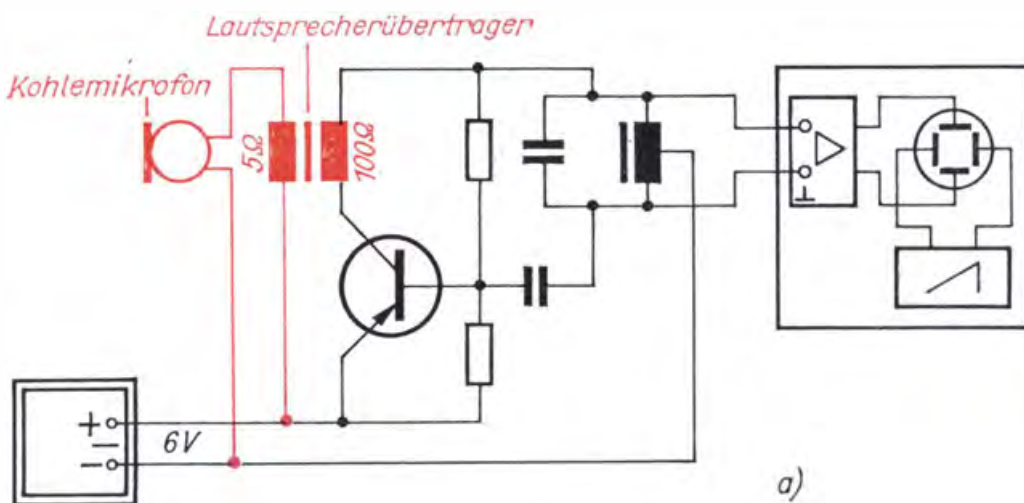 Lautsprecherübertrager
Kohlemikrofon
5Ω
100Ω
+
6V
−
a)